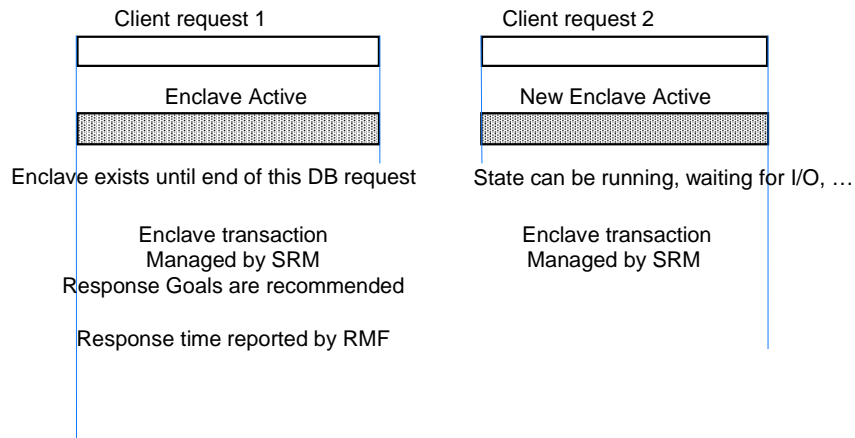 Client request 1
Client request 2
Enclave Active
New Enclave Active
Enclave exists until end of this DB request
State can be running, waiting for I/O, …
Enclave transaction
Managed by SRM
Response Goals are recommended
Enclave transaction
Managed by SRM
Response time reported by RMF